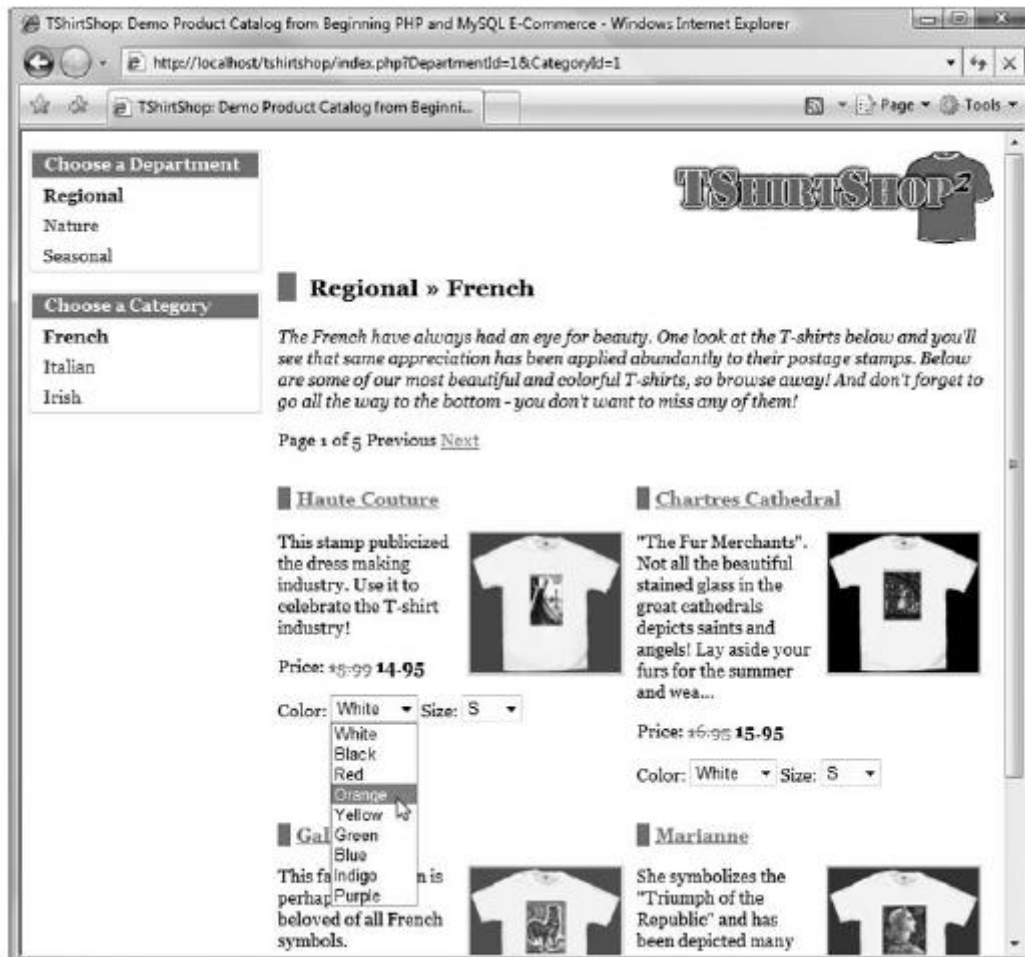 TShirtShop: Demo Product Catalog from Beginning PHP and MySQL E-Commerce - Windows Internet Explorer
http://localhost/tshirtshop/index.php?DepartmentId=1&CategoryId=1
TShirtShop: Demo Product Catalog from Beginni...
Page
Tools
Choose a Department
Regional
Nature
Seasonal
TSHIRTSHOP²
Choose a Category
French
Italian
Irish
Regional » French
The French have always had an eye for beauty. One look at the T-shirts below and you'll
see that same appreciation has been applied abundantly to their postage stamps. Below
are some of our most beautiful and colorful T-shirts, so browse away! And don't forget to
go all the way to the bottom - you don't want to miss any of them!
Page 1 of 5 Previous Next
Haute Couture
This stamp publicized
the dress making
industry. Use it to
celebrate the T-shirt
industry!
Price: 15.99 14.95
Color: White Size: S
White
Black
Red
Orange
Yellow
Green
Blue
Indigo
Purple
Chartres Cathedral
"The Fur Merchants".
Not all the beautiful
stained glass in the
great cathedrals
depicts saints and
angels! Lay aside your
furs for the summer
and wea...
Price: 16.95 15.95
Color: White Size: S
Gal
This fa n is
perhap
beloved of all French
symbols.
Marianne
She symbolizes the
"Triumph of the
Republic" and has
been depicted many